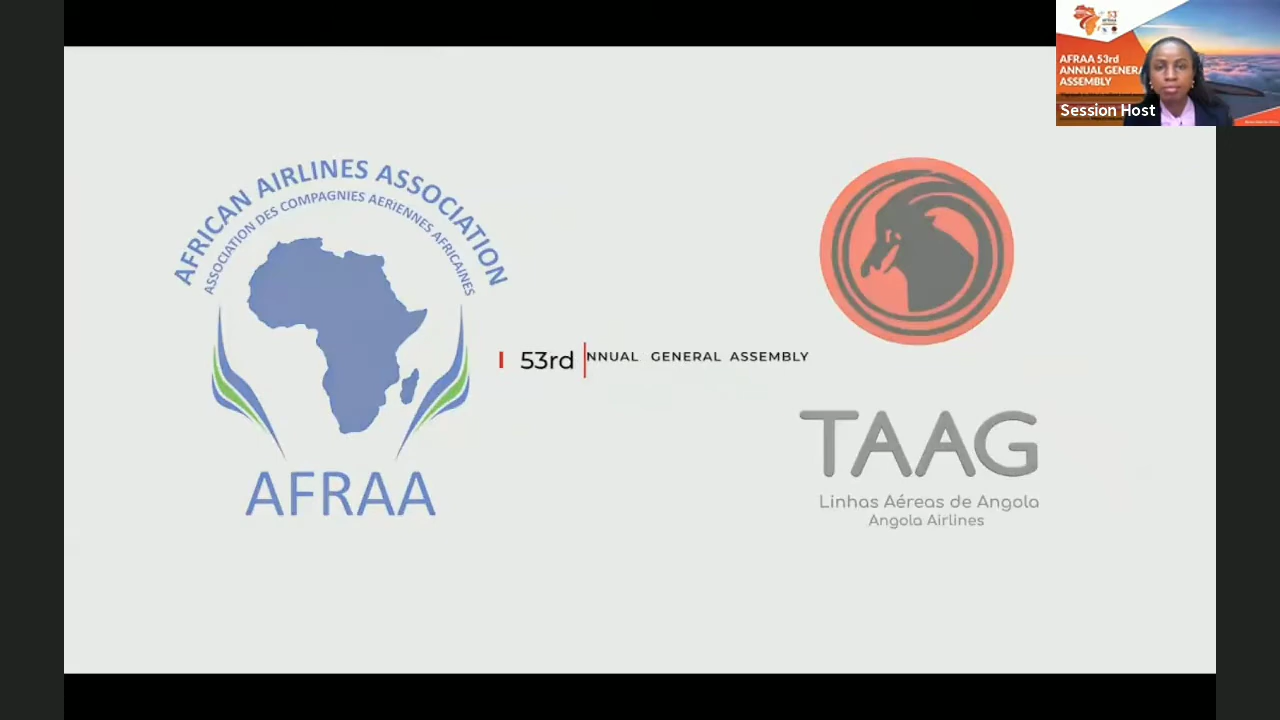 AFRICAN AIRLINES ASSOCIATION
ASSOCIATION DES COMPAGNIES AERIENNES AFRICAINES
AFRAA
53rd
NNUAL GENERAL ASSEMBLY
TAAG
Linhas Aéreas de Angola
Angola Airlines
AFRAA 53rd
ANNUAL GENERA
ASSEMBLY
Session Host